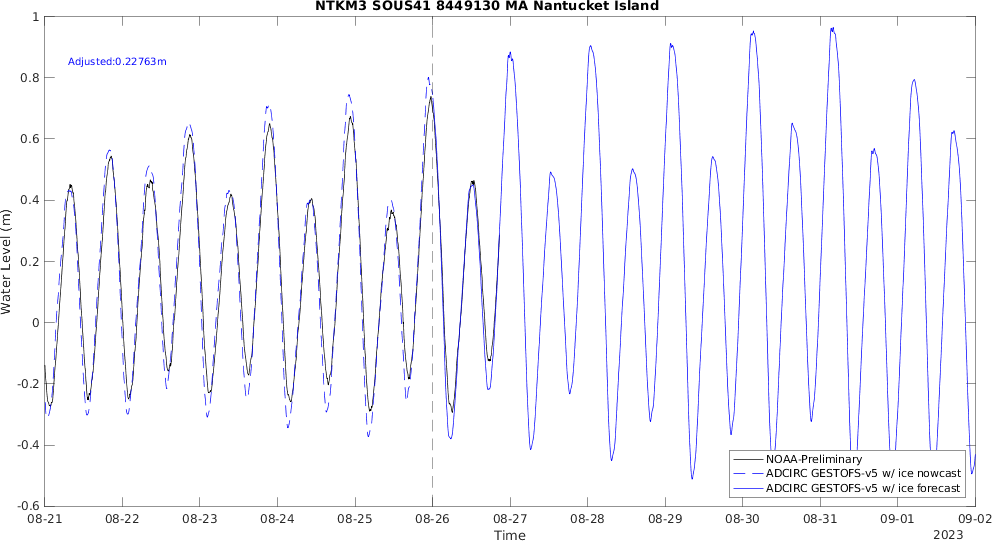 NTKM3 SOUS41 8449130 MA Nantucket Island
Adjusted:0.22763m
1
0.8
0.6
0.4
0.2
0
-0.2
-0.4
-0.6
Water Level (m)
NOAA-Preliminary
ADCIRC GESTOFS-v5 w/ ice nowcast
ADCIRC GESTOFS-v5 w/ ice forecast
08-21 08-22 08-23 08-24 08-25 08-26 08-27 08-28 08-29 08-30 08-31 09-01 09-02
Time
2023